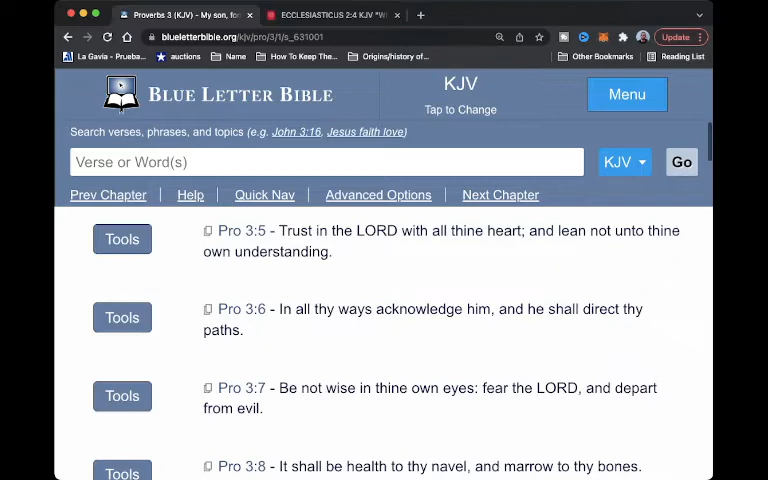 Proverbs 3 (KJV) - My son, for
ECCLESIASTICUS 2:4 KJV "W
blueletterbible.org/kjv/pro/3/1/s_631001
Update
La Gavia - Prueba...
auctions
Name
How To Keep The...
Origins/history of...
Other Bookmarks
Reading List
BLUE LETTER BIBLE
KJV
Tap to Change
Menu
Search verses, phrases, and topics (e.g. John 3:16, Jesus faith love)
Verse or Word(s)
KJV
Go
Prev Chapter
Help
Quick Nav
Advanced Options
Next Chapter
Tools
Pro 3:5 - Trust in the LORD with all thine heart; and lean not unto thine
own understanding.
Tools
Pro 3:6 - In all thy ways acknowledge him, and he shall direct thy
paths.
Tools
Pro 3:7 - Be not wise in thine own eyes: fear the LORD, and depart
from evil.
Tools
Pro 3:8 - It shall be health to thy navel, and marrow to thy bones.